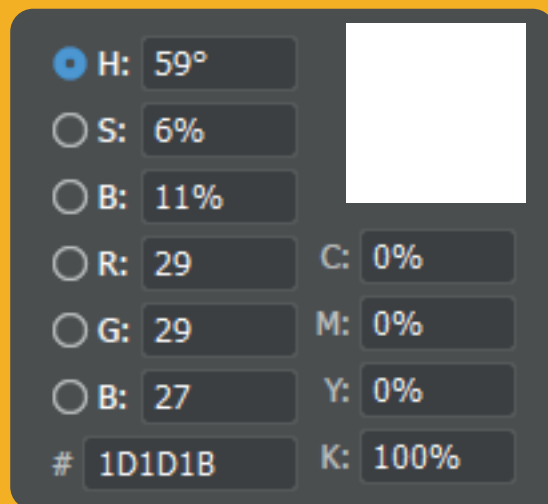 H: 59°
S: 6%
B: 11%
R: 29
G: 29
B: 27
# 1D1D1B
C: 0%
M: 0%
Y: 0%
K: 100%